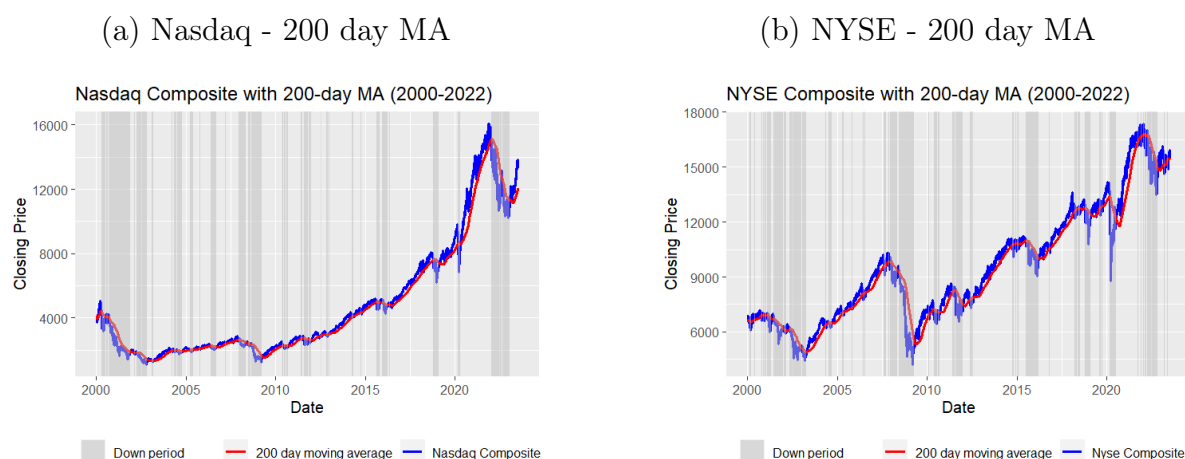 (a) Nasdaq - 200 day MA
Nasdaq Composite with 200-day MA (2000-2022)
Closing Price
16000
12000
8000
4000
2000 2005 2010 2015 2020
Date
Down period 200 day moving average Nasdaq Composite
(b) NYSE - 200 day MA
NYSE Composite with 200-day MA (2000-2022)
Closing Price
18000
15000
12000
9000
6000
2000 2005 2010 2015 2020
Date
Down period 200 day moving average Nyse Composite